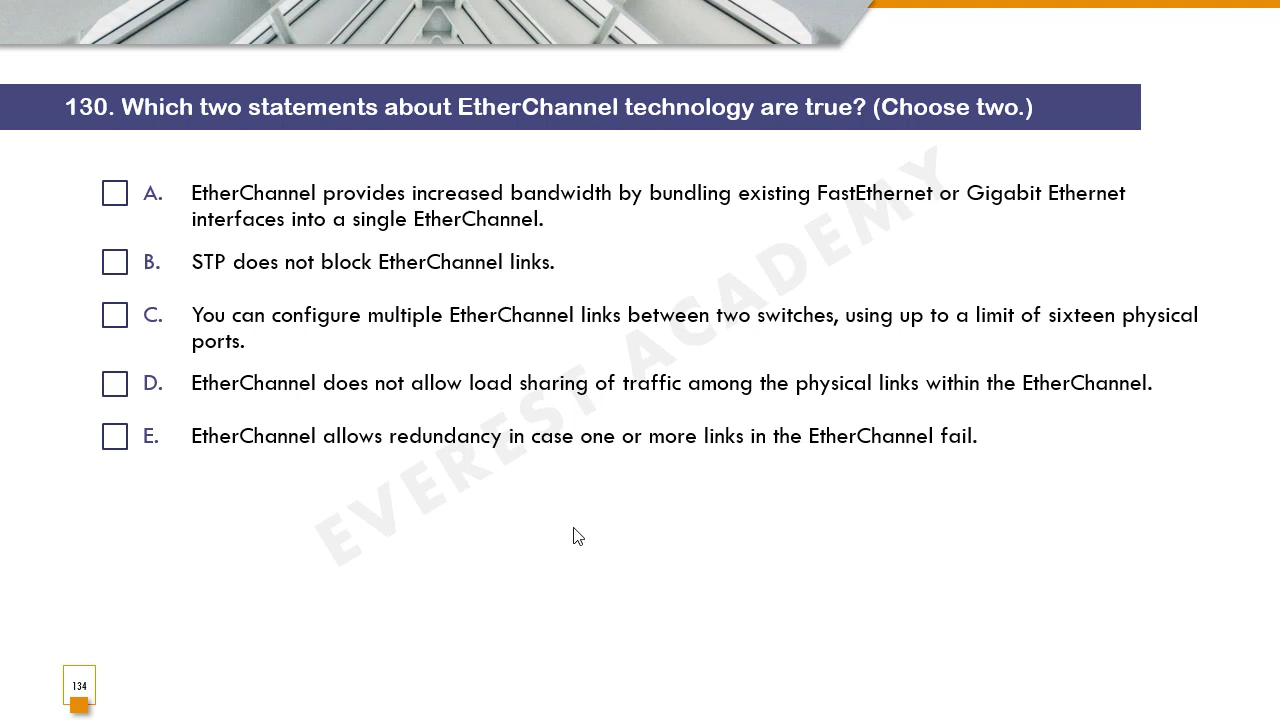 130. Which two statements about EtherChannel technology are true? (Choose two.)
A. EtherChannel provides increased bandwidth by bundling existing FastEthernet or Gigabit Ethernet
interfaces into a single EtherChannel.
B. STP does not block EtherChannel links.
C. You can configure multiple EtherChannel links between two switches, using up to a limit of sixteen physical
ports.
D. EtherChannel does not allow load sharing of traffic among the physical links within the EtherChannel.
E. EtherChannel allows redundancy in case one or more links in the EtherChannel fail.
EVEREST ACADEMY
134